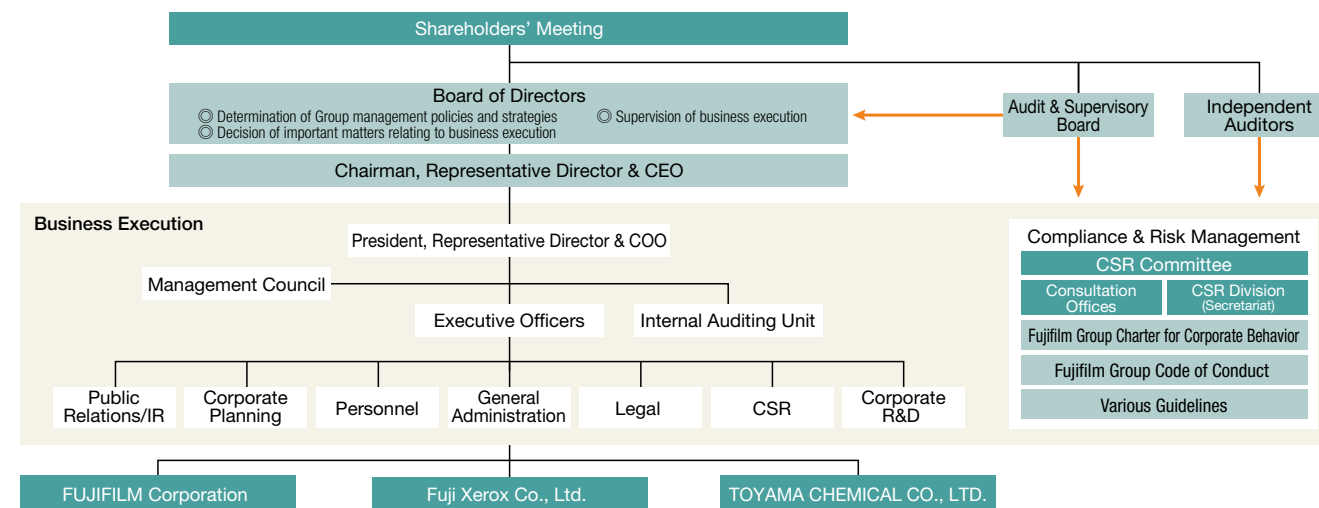 Shareholders’ Meeting
Board of Directors
◎ Determination of Group management policies and strategies ◎ Supervision of business execution
◎ Decision of important matters relating to business execution
Audit & Supervisory
Board
Independent
Auditors
Chairman, Representative Director & CEO
Business Execution
President, Representative Director & COO
Management Council
Executive Officers
Internal Auditing Unit
Public
Relations/IR
Corporate
Planning
Personnel
General
Administration
Legal
CSR
Corporate
R&D
Compliance & Risk Management
CSR Committee
Consultation
Offices
CSR Division
(Secretariat)
Fujifilm Group Charter for Corporate Behavior
Fujifilm Group Code of Conduct
Various Guidelines
FUJIFILM Corporation
Fuji Xerox Co., Ltd.
TOYAMA CHEMICAL CO., LTD.